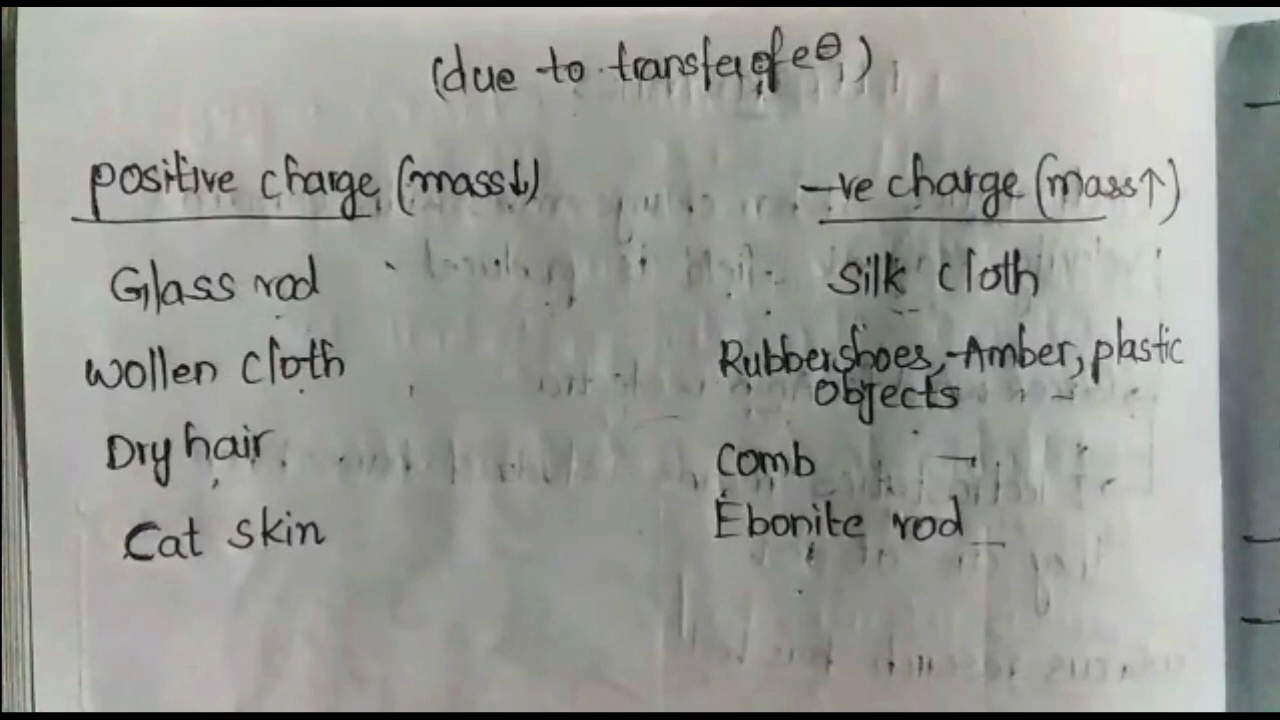 (due to transfer of e⊖)
positive charge (mass↓)
-ve charge (mass↑)
Glass rod
Silk cloth
Wollen cloth
Rubber shoes, Amber, plastic
objects
Dry hair
Comb
Cat skin
Ebonite rod